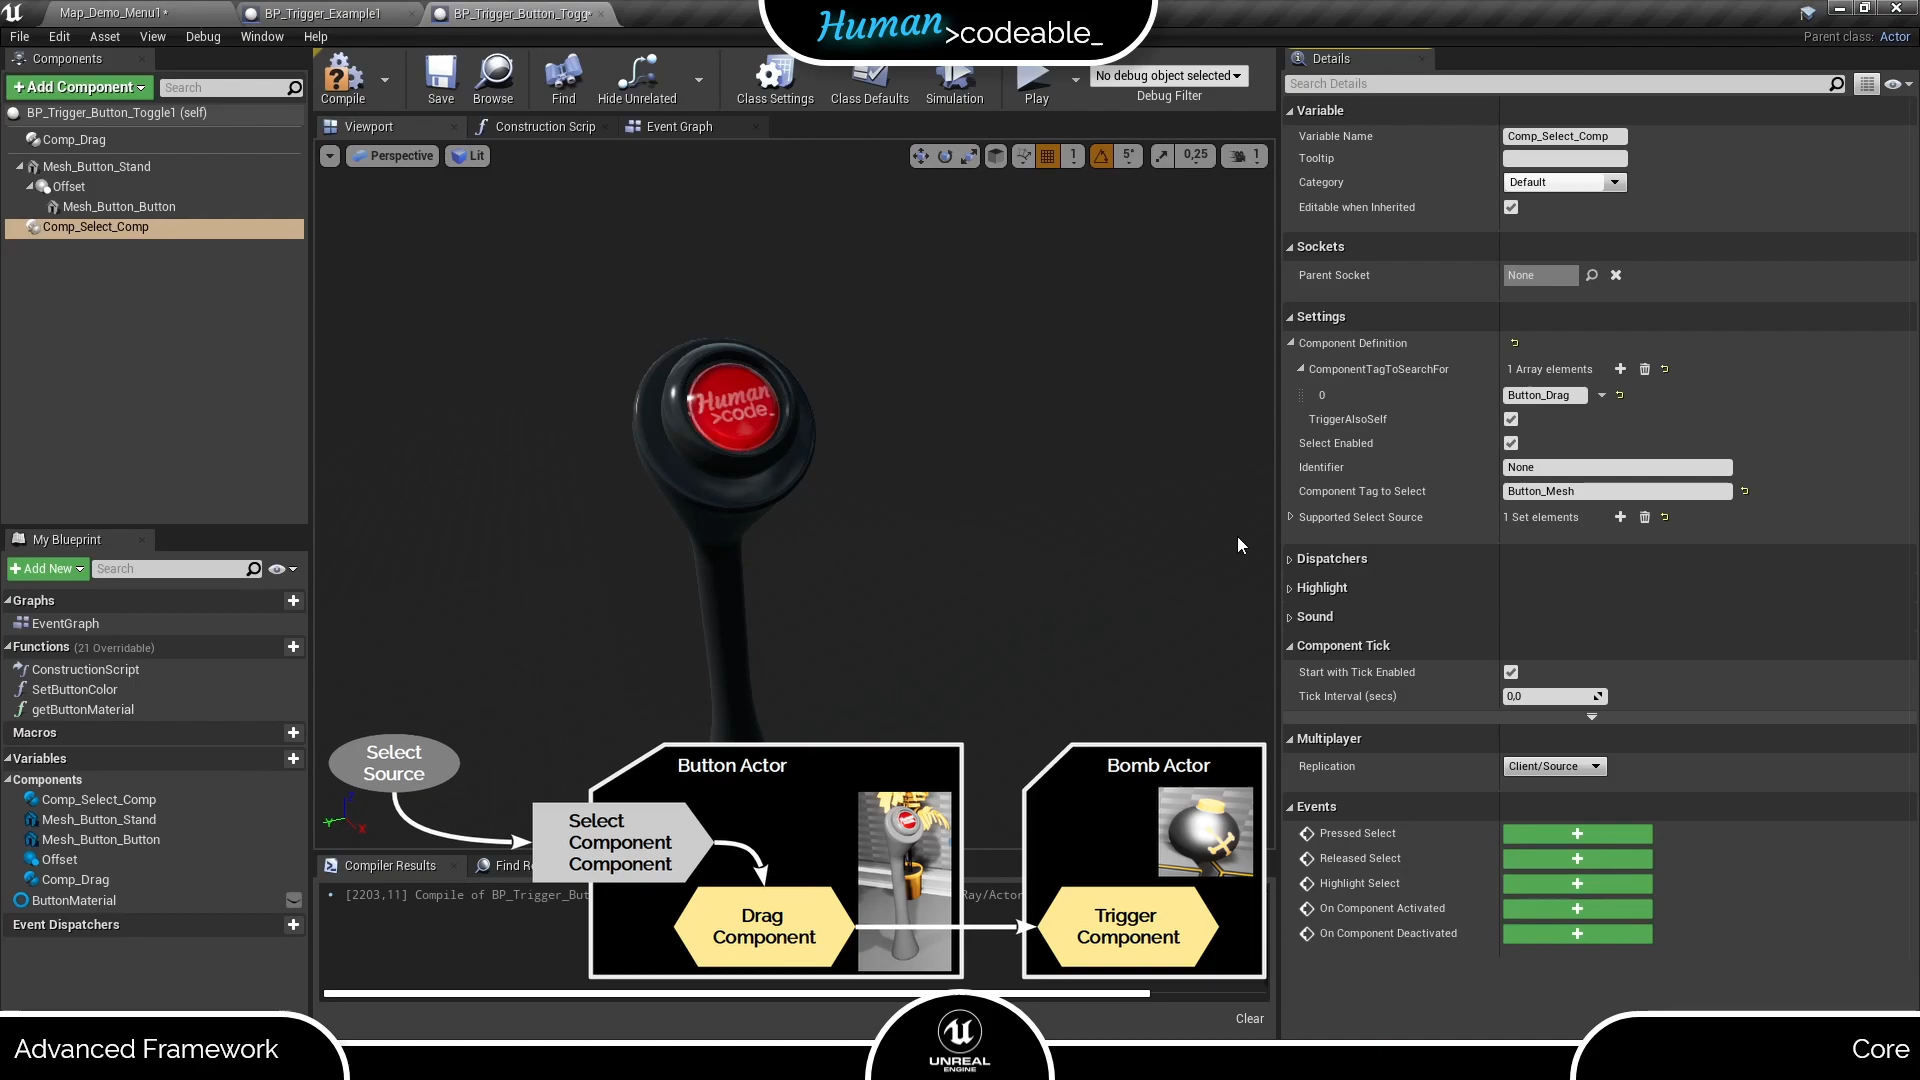 Map_Demo_Menu1*
BP_Trigger_Example1
BP_Trigger_Button_Togg*
Human >codeable_
File Edit Asset View Debug Window Help
Parent class: Actor
Components
+ Add Component
Search
BP_Trigger_Button_Toggle1 (self)
Comp_Drag
Mesh_Button_Stand
Offset
Mesh_Button_Button
Comp_Select_Comp
Compile
Save
Browse
Find
Hide Unrelated
Class Settings
Class Defaults
Simulation
Play
No debug object selected
Debug Filter
Viewport
Construction Scrip
Event Graph
Perspective
Lit
1
5°
0,25
1
Human
>code_
My Blueprint
+ Add New
Search
Graphs
EventGraph
Functions (21 Overridable)
ConstructionScript
SetButtonColor
getButtonMaterial
Macros
Variables
Components
Comp_Select_Comp
Mesh_Button_Stand
Mesh_Button_Button
Offset
Comp_Drag
ButtonMaterial
Event Dispatchers
Select
Source
Button Actor
Select
Component
Component
Drag
Component
Bomb Actor
Trigger
Component
Compiler Results
Find R
[2203,11] Compile of BP_Trigger_But
Ray/Actor
Clear
Details
Search Details
Variable
Variable Name Comp_Select_Comp
Tooltip
Category Default
Editable when Inherited
Sockets
Parent Socket None
Settings
Component Definition
ComponentTagToSearchFor 1 Array elements
0 Button_Drag
TriggerAlsoSelf
Select Enabled
Identifier None
Component Tag to Select Button_Mesh
Supported Select Source 1 Set elements
Dispatchers
Highlight
Sound
Component Tick
Start with Tick Enabled
Tick Interval (secs) 0,0
Multiplayer
Replication Client/Source
Events
Pressed Select
Released Select
Highlight Select
On Component Activated
On Component Deactivated
Advanced Framework
UNREAL
ENGINE
Core